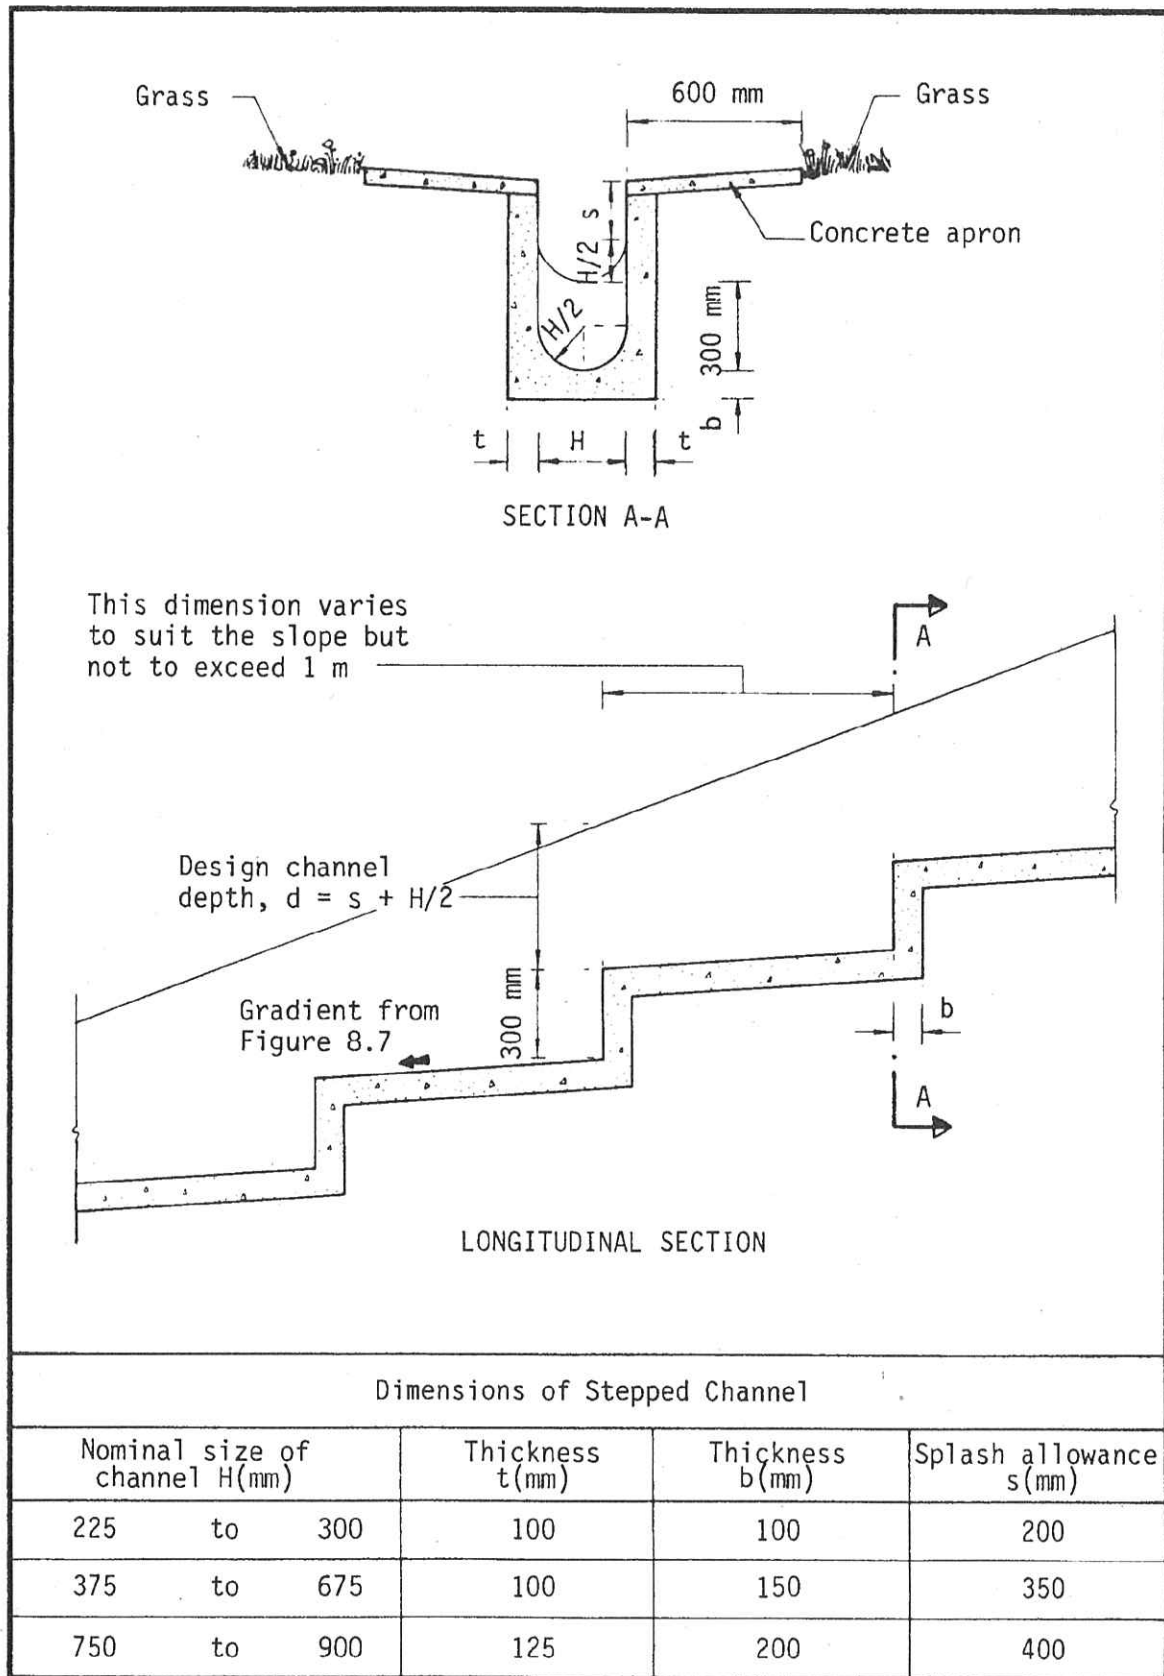 Grass
600 mm
Grass
s
H/2
Concrete apron
H/2
300 mm
b
t
H
t
SECTION A-A
This dimension varies
to suit the slope but
not to exceed 1 m
A
Design channel
depth, d = s + H/2
300 mm
Gradient from
Figure 8.7
b
A
LONGITUDINAL SECTION
Dimensions of Stepped Channel
Nominal size of
channel H(mm)
Thickness
t(mm)
Thickness
b(mm)
Splash allowance
s(mm)
225 to 300 100 100 200
375 to 675 100 150 350
750 to 900 125 200 400